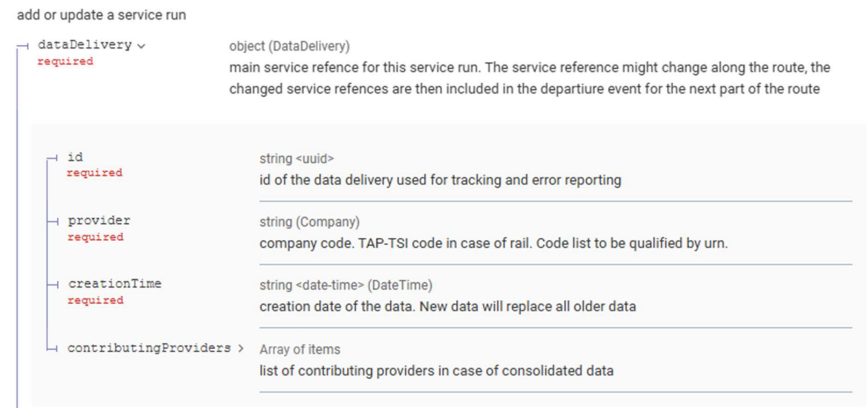 add or update a service run
dataDelivery
object (DataDelivery)
required
main service refence for this service run. The service reference might change along the route, the
changed service refences are then included in the departiure event for the next part of the route
id
string <uuid>
required
id of the data delivery used for tracking and error reporting
provider
string (Company)
required
company code. TAP-TSI code in case of rail. Code list to be qualified by urn.
creationTime
string <date-time> (DateTime)
required
creation date of the data. New data will replace all older data
contributingProviders >
Array of items
list of contributing providers in case of consolidated data